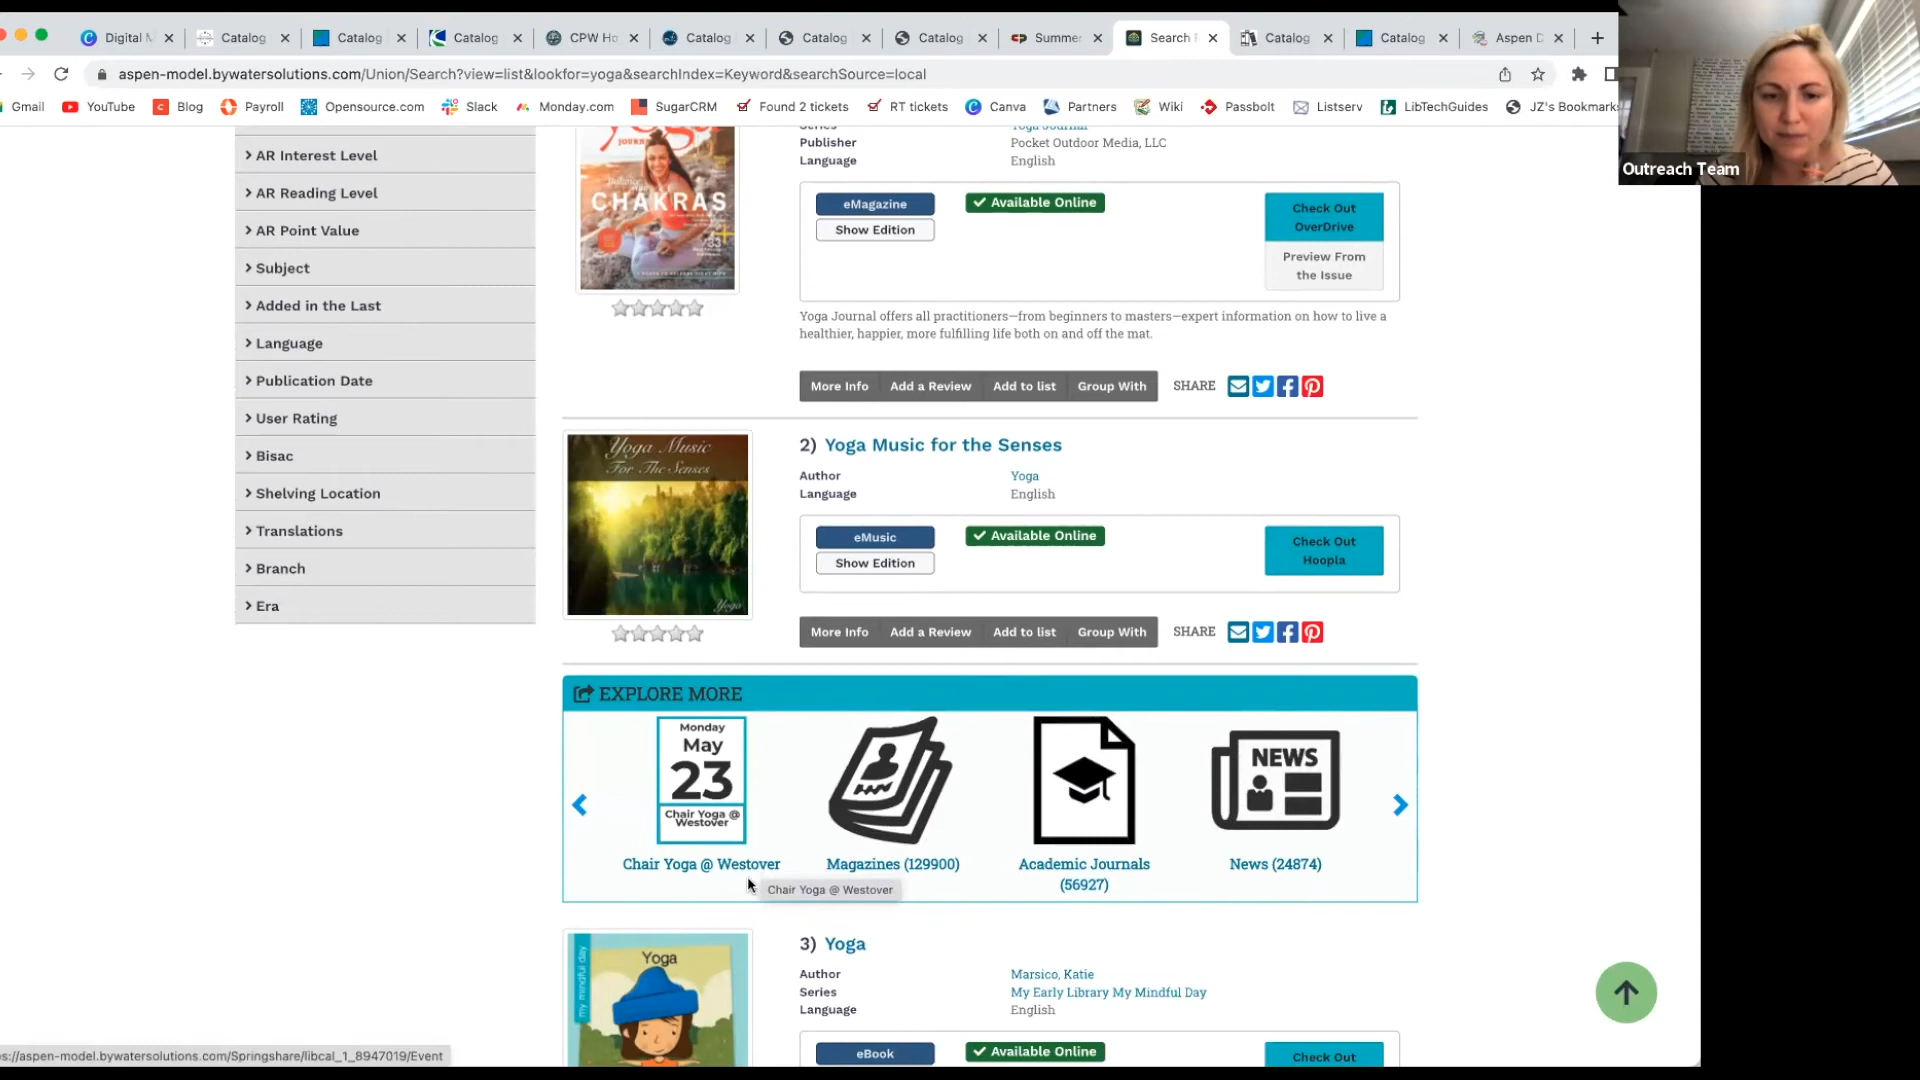 Digital M
Catalog
Catalog
Catalog
CPW Ho
Catalog
Catalog
Catalog
Summer
Search R
Catalog
Catalog
Aspen D
aspen-model.bywatersolutions.com/Union/Search?view=list&lookfor=yoga&searchIndex=Keyword&searchSource=local
Gmail
YouTube
Blog
Payroll
Opensource.com
Slack
Monday.com
SugarCRM
Found 2 tickets
RT tickets
Canva
Partners
Wiki
Passbolt
Listserv
LibTechGuides
JZ's Bookmarks
Outreach Team
AR Interest Level
AR Reading Level
AR Point Value
Subject
Added in the Last
Language
Publication Date
User Rating
Bisac
Shelving Location
Translations
Branch
Era
JOURNAL
CHAKRAS
Series Yoga Journal
Publisher Pocket Outdoor Media, LLC
Language English
eMagazine
Show Edition
Available Online
Check Out
OverDrive
Preview From
the Issue
Yoga Journal offers all practitioners—from beginners to masters—expert information on how to live a
healthier, happier, more fulfilling life both on and off the mat.
More Info Add a Review Add to list Group With SHARE
Yoga Music
For The Senses
Yoga
2) Yoga Music for the Senses
Author Yoga
Language English
eMusic
Show Edition
Available Online
Check Out
Hoopla
More Info Add a Review Add to list Group With SHARE
EXPLORE MORE
Monday
May
23
Chair Yoga @
Westover
NEWS
Chair Yoga @ Westover
Magazines (129900)
Academic Journals
(56927)
News (24874)
Chair Yoga @ Westover
my mindful day
Yoga
3) Yoga
Author Marsico, Katie
Series My Early Library My Mindful Day
Language English
eBook
Available Online
Check Out
s://aspen-model.bywatersolutions.com/Springshare/libcal_1_8947019/Event